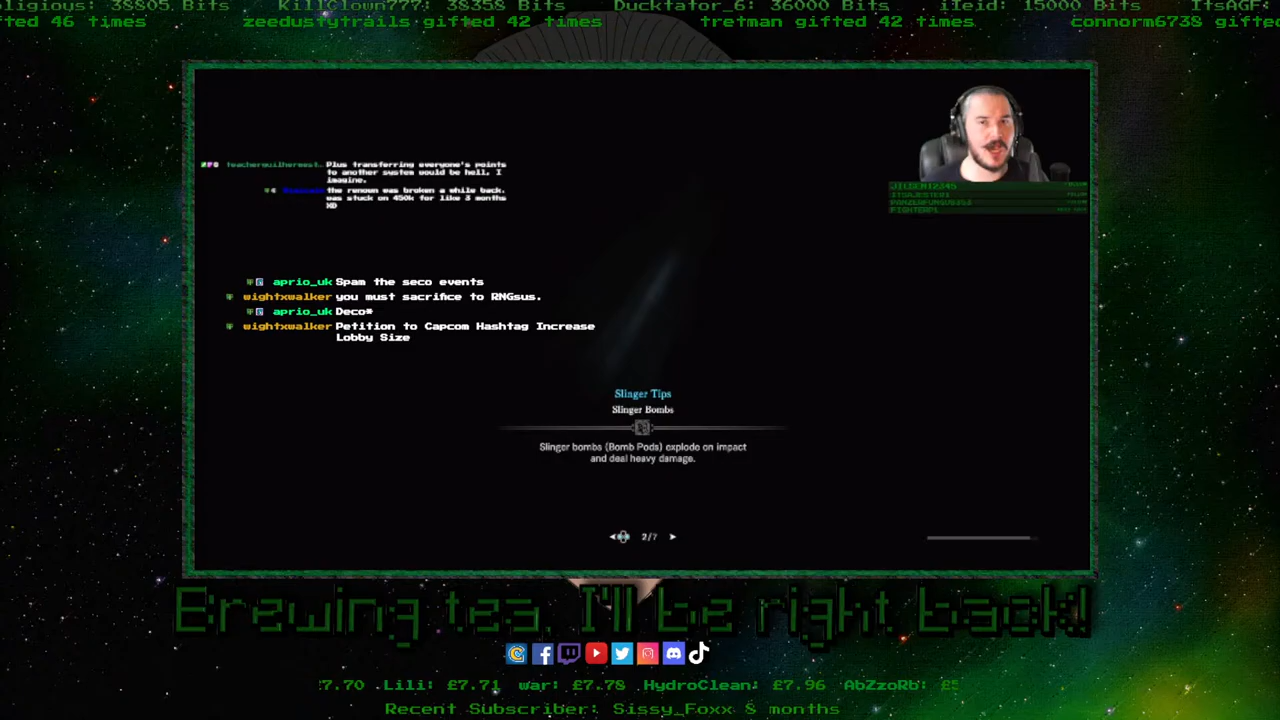 ligious: 38805 Bits KillClown777: 38358 Bits Ducktator_6: 36000 Bits iTeid: 15000 Bits ItsAGF:
ted 46 times zeedustytrails gifted 42 times tretman gifted 42 times connorm6738 gifted
Plus transferring everyone's points
to another system would be hell, I
imagine.
the renown was broken a while back.
was stuck on 450k for like 3 months
XD
aprio_uk Spam the seco events
wightxwalker you must sacrifice to RNGsus.
aprio_uk Deco*
wightxwalker Petition to Capcom Hashtag Increase
Lobby Size
Slinger Tips
Slinger Bombs
Slinger bombs (Bomb Pods) explode on impact
and deal heavy damage.
2/7
Brewing tea, I'll be right back!
7.70 Lili: £7.71 war: £7.78 HydroClean: £7.96 AbZzoRb: £5
Recent Subscriber: Sissy_Foxx 8 months